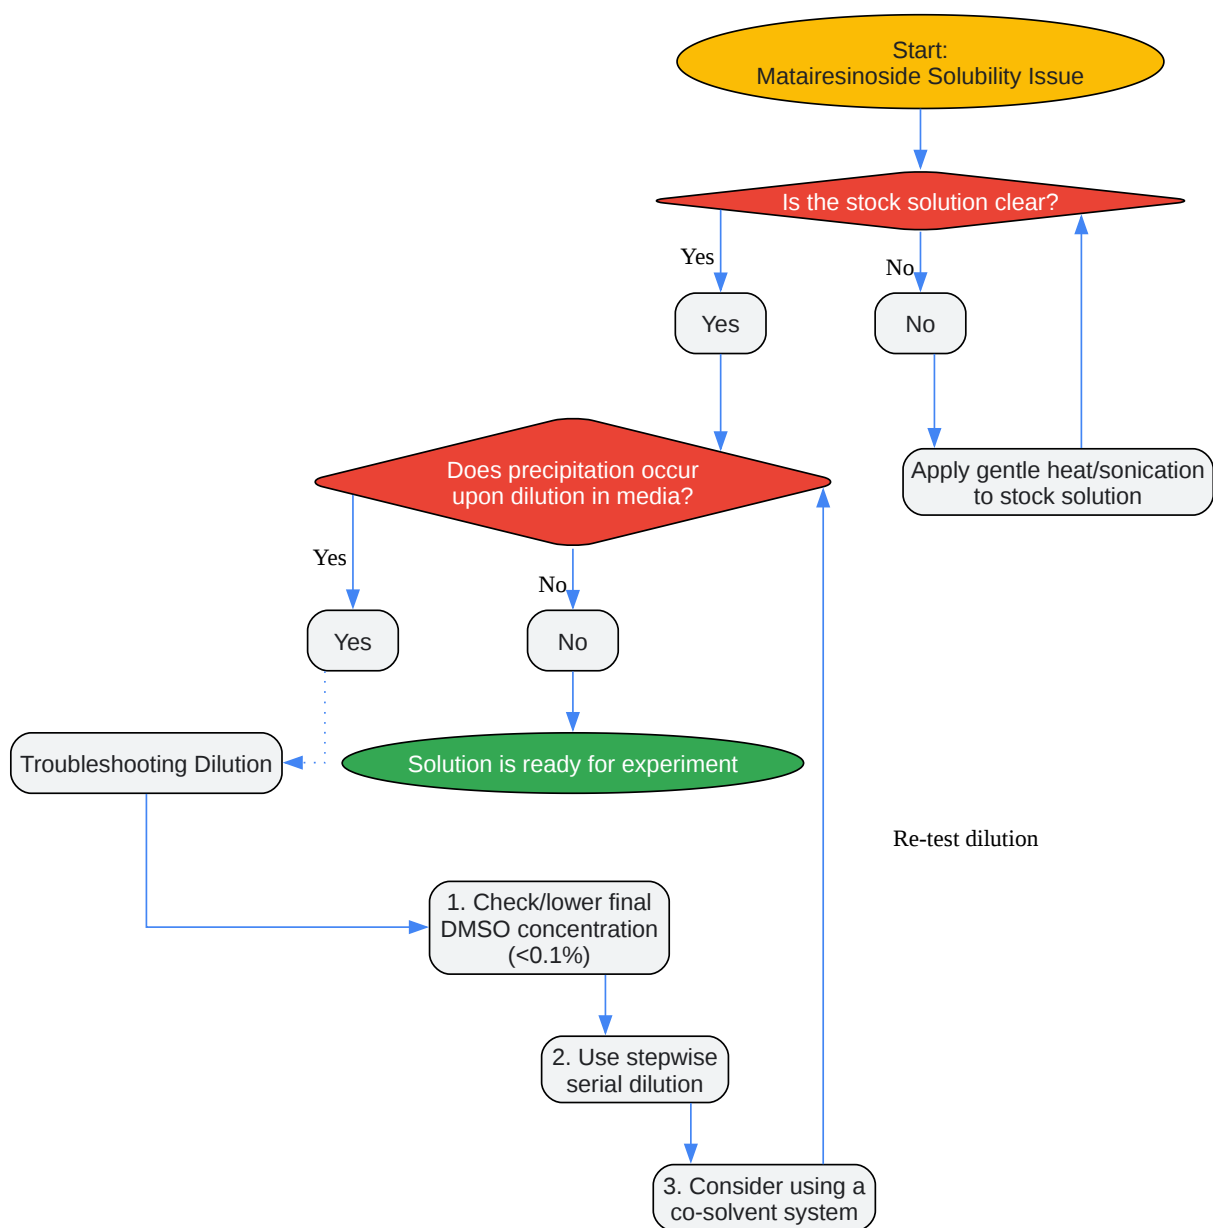 Start:
Matairesinoside Solubility Issue
Is the stock solution clear?
Yes
No
Yes
No
Apply gentle heat/sonication
to stock solution
Does precipitation occur
upon dilution in media?
Yes
No
Yes
No
Troubleshooting Dilution
Solution is ready for experiment
Re-test dilution
1. Check/lower final
DMSO concentration
(<0.1%)
2. Use stepwise
serial dilution
3. Consider using a
co-solvent system